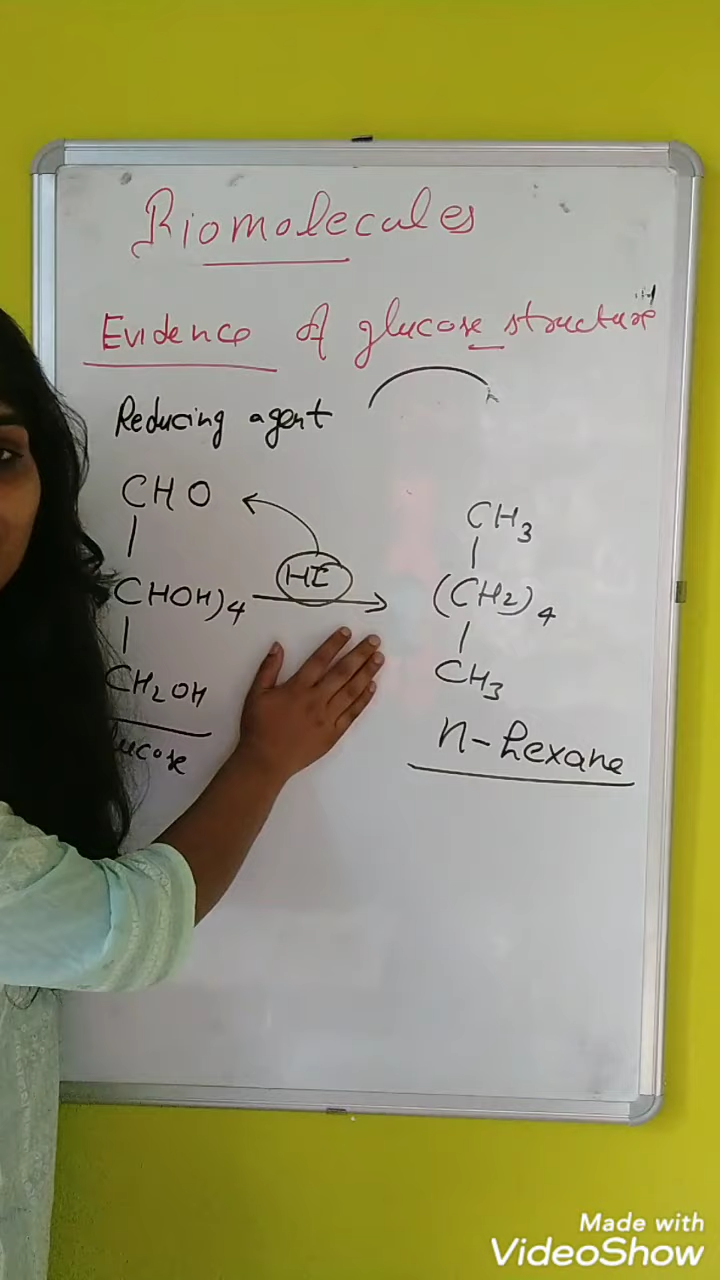 Biomolecules
Evidence of glucose structure
Reducing agent
CHO
HI
CHOH)4
CH2OH
lucose
CH3
(CH2)4
CH3
n-hexane
Made with
VideoShow